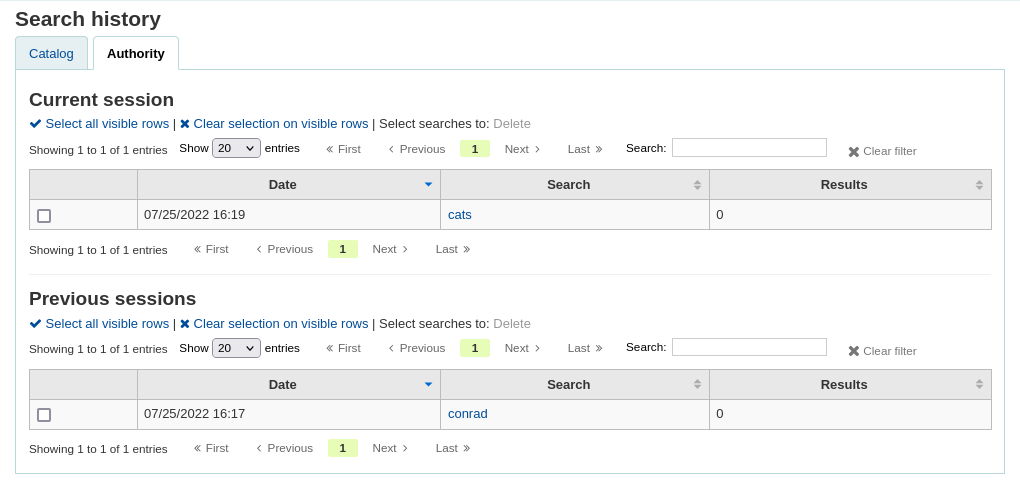 Search history
Catalog Authority
Current session
Select all visible rows | Clear selection on visible rows | Select searches to: Delete
Showing 1 to 1 of 1 entries Show 20 entries First Previous 1 Next Last Search: Clear filter
Date Search Results
07/25/2022 16:19 cats 0
Showing 1 to 1 of 1 entries First Previous 1 Next Last
Previous sessions
Select all visible rows | Clear selection on visible rows | Select searches to: Delete
Showing 1 to 1 of 1 entries Show 20 entries First Previous 1 Next Last Search: Clear filter
Date Search Results
07/25/2022 16:17 conrad 0
Showing 1 to 1 of 1 entries First Previous 1 Next Last